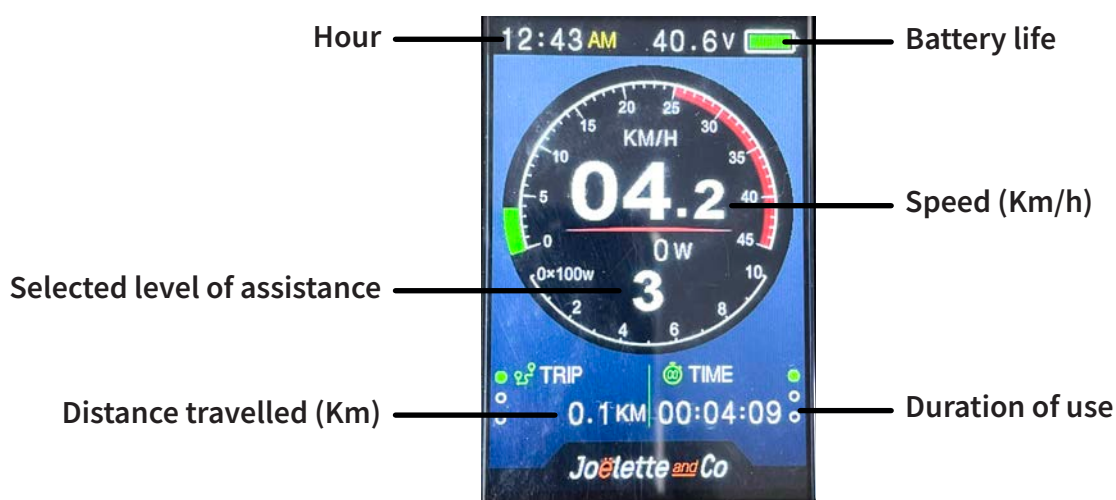 Hour
12:43 AM 40.6V
Battery life
20 25
15 30
KM/H
10 35
04.2
5 40
Speed (Km/h)
0 45
0 W
0×100w 10
Selected level of assistance
3
2 8
4 6
TRIP TIME
Distance travelled (Km)
0.1 KM 00:04:09
Duration of use
Joëlette and Co